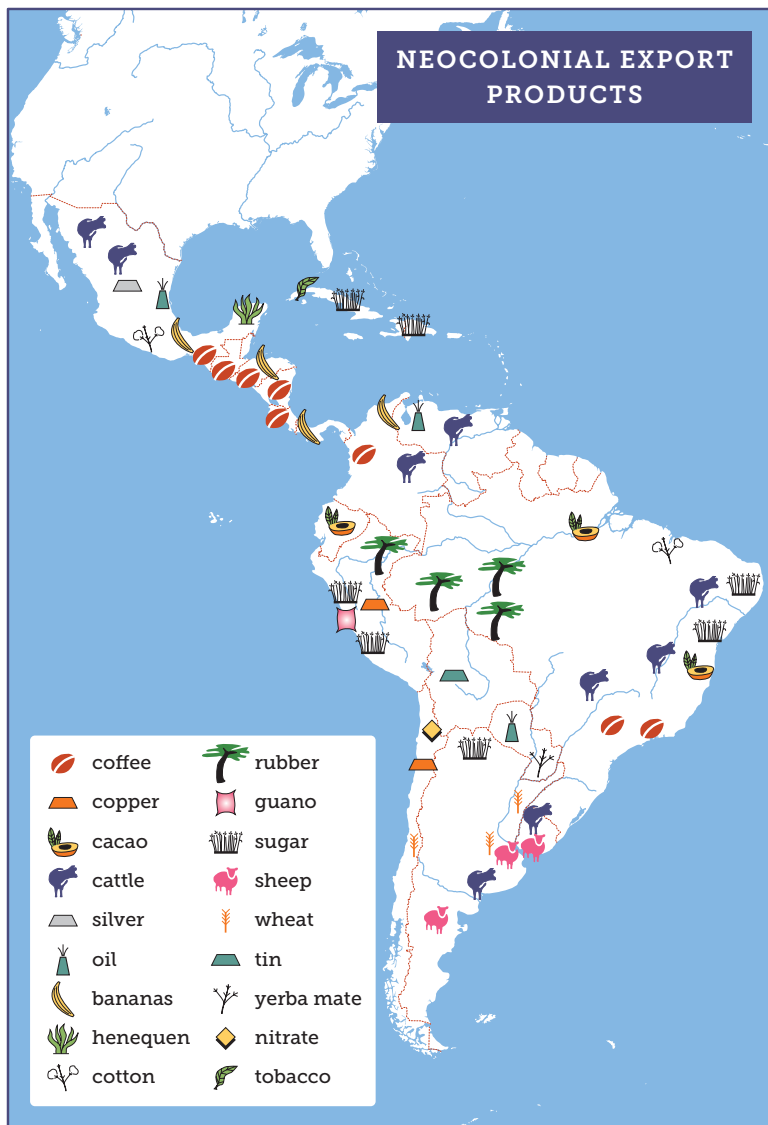 NEOCOLONIAL EXPORT
PRODUCTS
coffee
copper
cacao
cattle
silver
oil
bananas
henequen
cotton
rubber
guano
sugar
sheep
wheat
tin
yerba mate
nitrate
tobacco